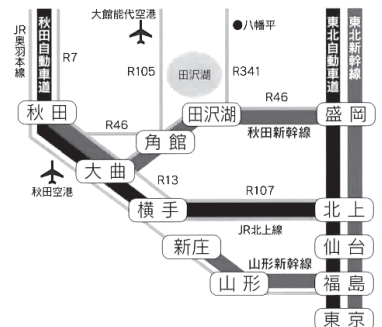 大館能代空港
JR奥羽本線
秋田自動車道
R7
R105
●八幡平
田沢湖
R341
東北自動車道
東北新幹線
R46
秋田
R46
角館
田沢湖
盛岡
秋田新幹線
大曲
秋田空港
R13
横手
R107
北上
JR北上線
新庄
仙台
山形新幹線
山形
福島
東京